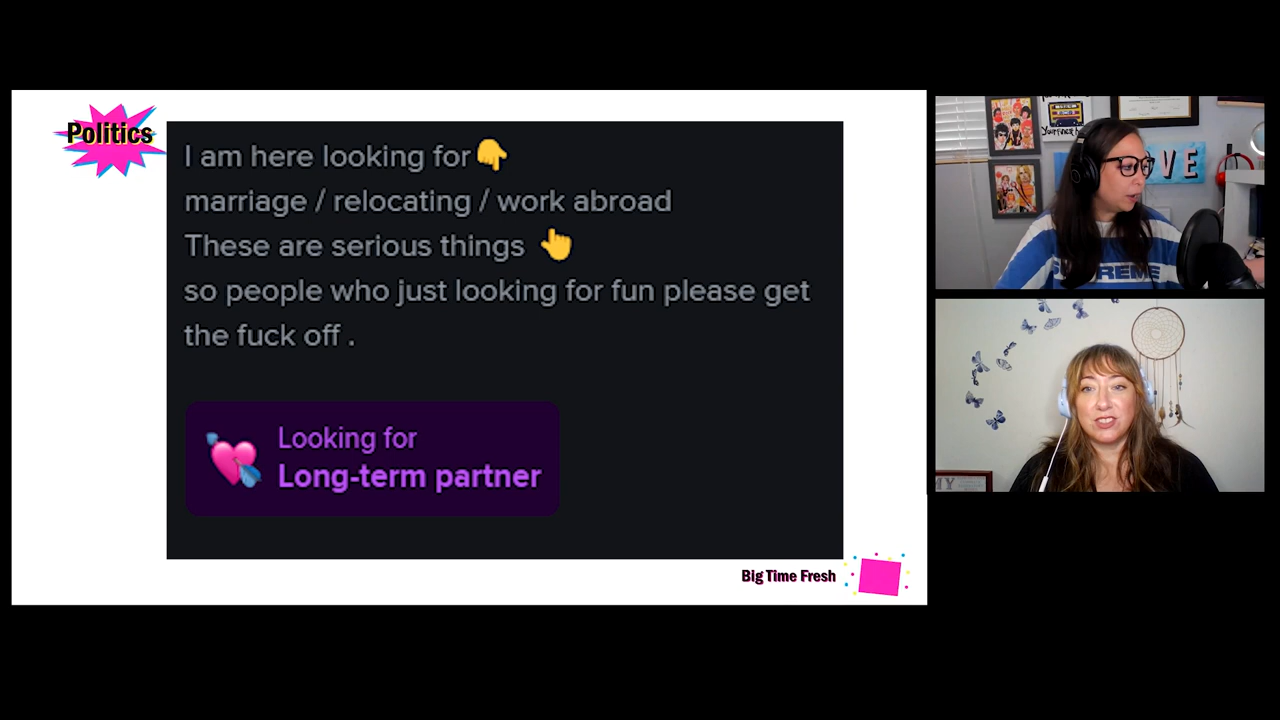 Politics
I am here looking for👇
marriage / relocating / work abroad
These are serious things 👆
so people who just looking for fun please get
the fuck off .
Looking for
Long-term partner
Big Time Fresh